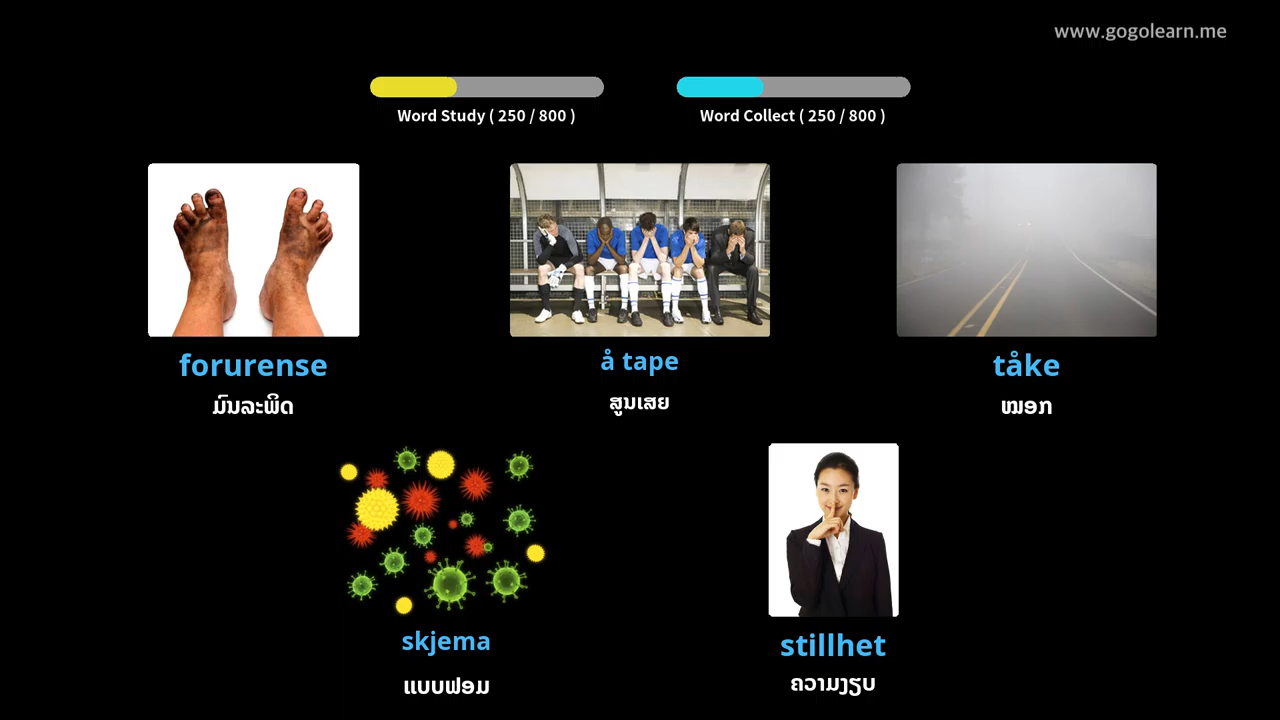 www.gogolearn.me
Word Study ( 250 / 800 )
Word Collect ( 250 / 800 )
forurense
ມົນລະພິດ
å tape
ສູນເສຍ
tåke
ໝອກ
skjema
ແບບຟອມ
stillhet
ຄວາມງຽບ